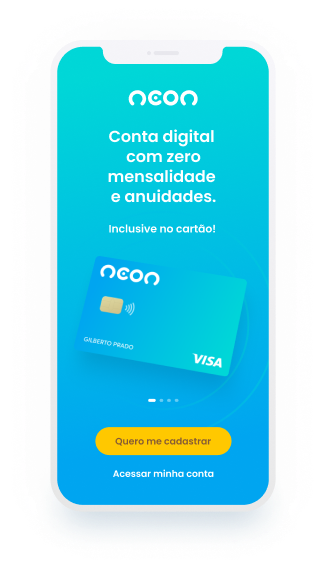 neon
Conta digital
com zero
mensalidade
e anuidades.
Inclusive no cartão!
neon
GILBERTO PRADO
VISA
Quero me cadastrar
Acessar minha conta